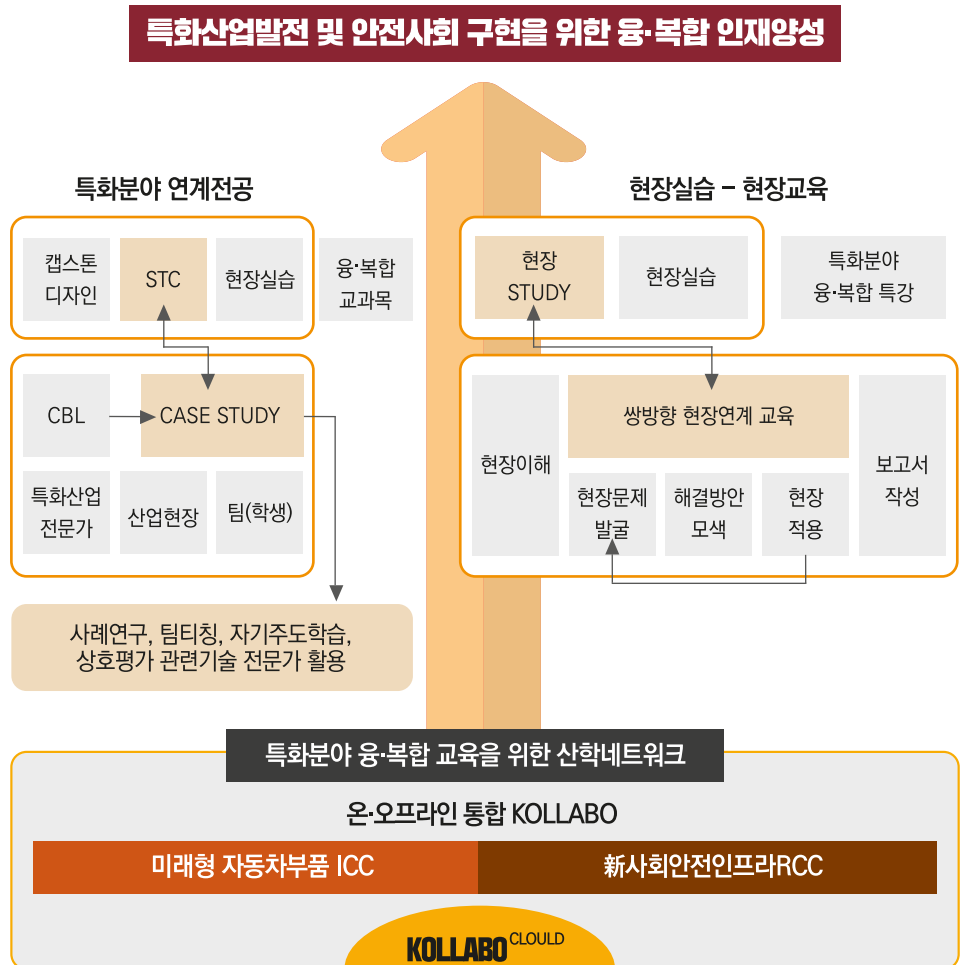 특화산업발전 및 안전사회 구현을 위한 융·복합 인재양성
특화분야 연계전공
캡스톤
디자인
STC
현장실습
융·복합
교과목
CBL
CASE STUDY
특화산업
전문가
산업현장
팀(학생)
사례연구, 팀티칭, 자기주도학습,
상호평가 관련기술 전문가 활용
현장실습 – 현장교육
현장
STUDY
현장실습
특화분야
융·복합 특강
현장이해
쌍방향 현장연계 교육
현장문제
발굴
해결방안
모색
현장
적용
보고서
작성
특화분야 융·복합 교육을 위한 산학네트워크
온·오프라인 통합 KOLLABO
미래형 자동차부품 ICC
新사회안전인프라RCC
KOLLABO CLOULD